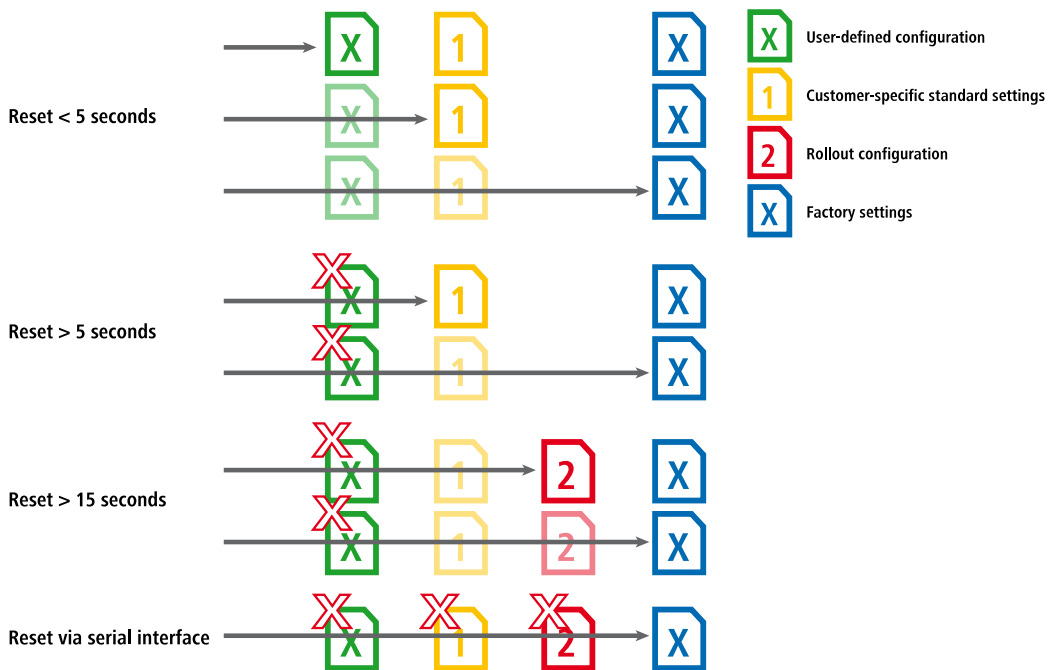 X 1 X X User-defined configuration
Reset < 5 seconds X 1 X 1 Customer-specific standard settings
2 Rollout configuration
X 1 X X Factory settings
X X 1 X
Reset > 5 seconds
X X 1 X
X X 1 2 X
Reset > 15 seconds
X X 1 2 X
X X X
Reset via serial interface X 1 2 X